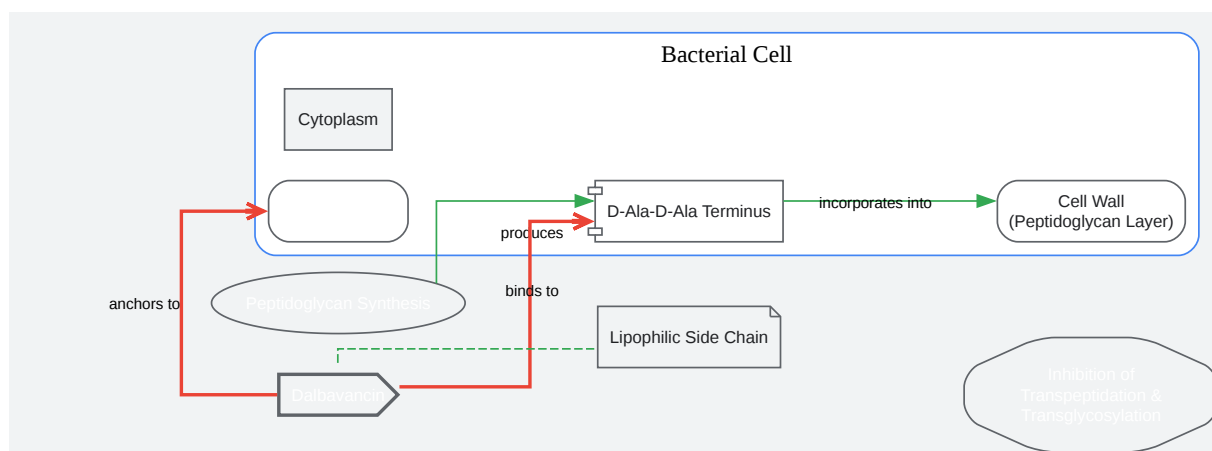 Bacterial Cell
Cytoplasm
D-Ala-D-Ala Terminus
incorporates into
Cell Wall
(Peptidoglycan Layer)
produces
binds to
anchors to
Peptidoglycan Synthesis
Lipophilic Side Chain
Dalbavancin
Inhibition of
Transpeptidation &
Transglycosylation